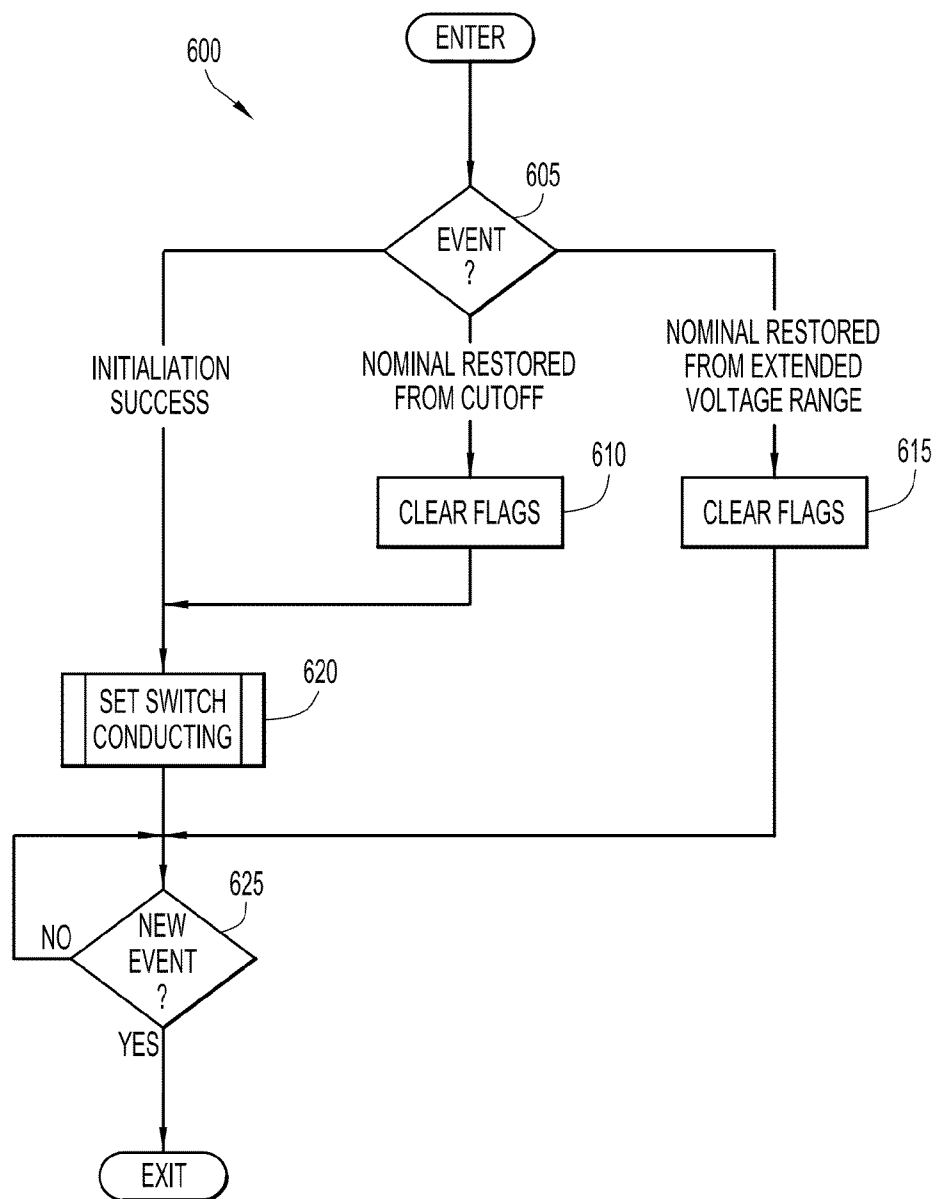 ENTER
600
605
EVENT
?
INITIALIATION
SUCCESS
NOMINAL RESTORED
FROM CUTOFF
NOMINAL RESTORED
FROM EXTENDED
VOLTAGE RANGE
610
CLEAR FLAGS
615
CLEAR FLAGS
620
SET SWITCH
CONDUCTING
625
NEW
EVENT
?
NO
YES
EXIT